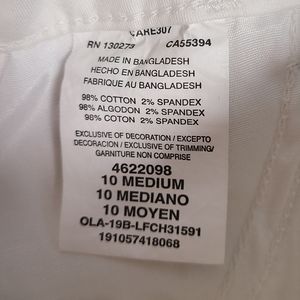 CARE307
RN 130273 CA55394
MADE IN BANGLADESH
HECHO EN BANGLADESH
FABRIQUE AU BANGLADESH
98% COTTON 2% SPANDEX
98% ALGODON 2% SPANDEX
98% COTON 2% SPANDEX
EXCLUSIVE OF DECORATION / EXCEPTO
DECORACION / EXCLUSIVE OF TRIMMING/
GARNITURE NON COMPRISE
4622098
10 MEDIUM
10 MEDIANO
10 MOYEN
OLA-19B-LFCH31591
191057418068